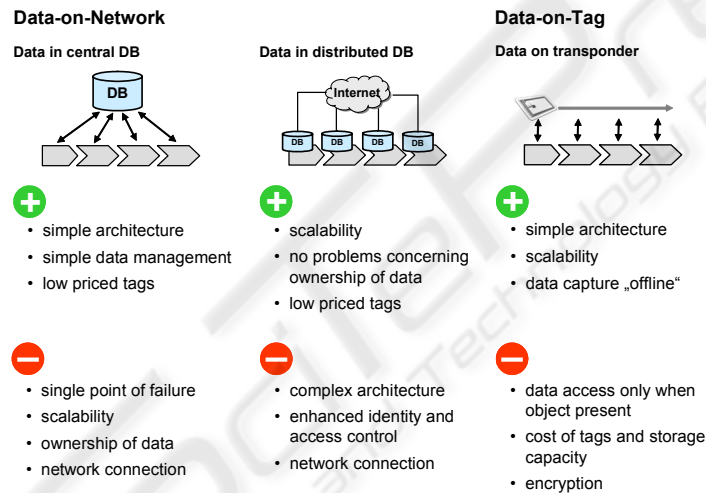 Data-on-Network
Data-on-Tag
Data in central DB
Data in distributed DB
Data on transponder
DB
Internet
DB
DB
DB
DB
simple architecture
simple data management
low priced tags
scalability
no problems concerning
ownership of data
low priced tags
simple architecture
scalability
data capture „offline“
single point of failure
scalability
ownership of data
network connection
complex architecture
enhanced identity and
access control
network connection
data access only when
object present
cost of tags and storage
capacity
encryption